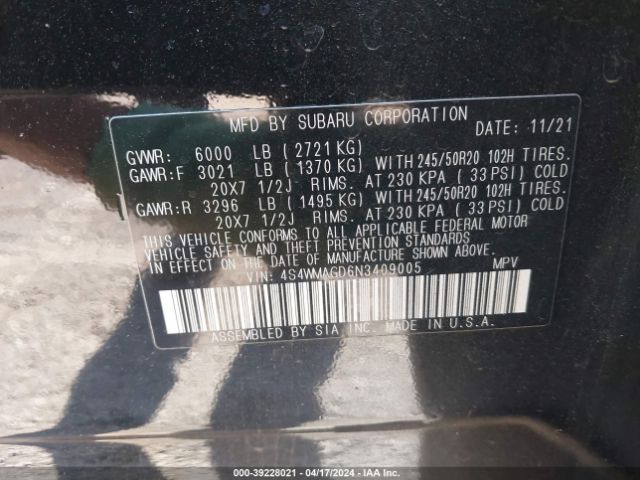 MFD BY SUBARU CORPORATION DATE: 11/21
GVWR: 6000 LB ( 2721 KG)
GAWR:F 3021 LB ( 1370 KG) WITH 245/50R20 102H TIRES.
20X7 1/2J RIMS. AT 230 KPA ( 33 PSI) COLD
GAWR:R 3296 LB ( 1495 KG) WITH 245/50R20 102H TIRES.
20X7 1/2J RIMS. AT 230 KPA ( 33 PSI) COLD
THIS VEHICLE CONFORMS TO ALL APPLICABLE FEDERAL MOTOR
VEHICLE SAFETY AND THEFT PREVENTION STANDARDS
IN EFFECT ON THE DATE OF MANUFACTURE SHOWN ABOVE.
VIN: 4S4WMAGD6N3409005 MPV
ASSEMBLED BY SIA INC. MADE IN U.S.A.
000-39228021 | 04/17/2024 | IAA Inc.